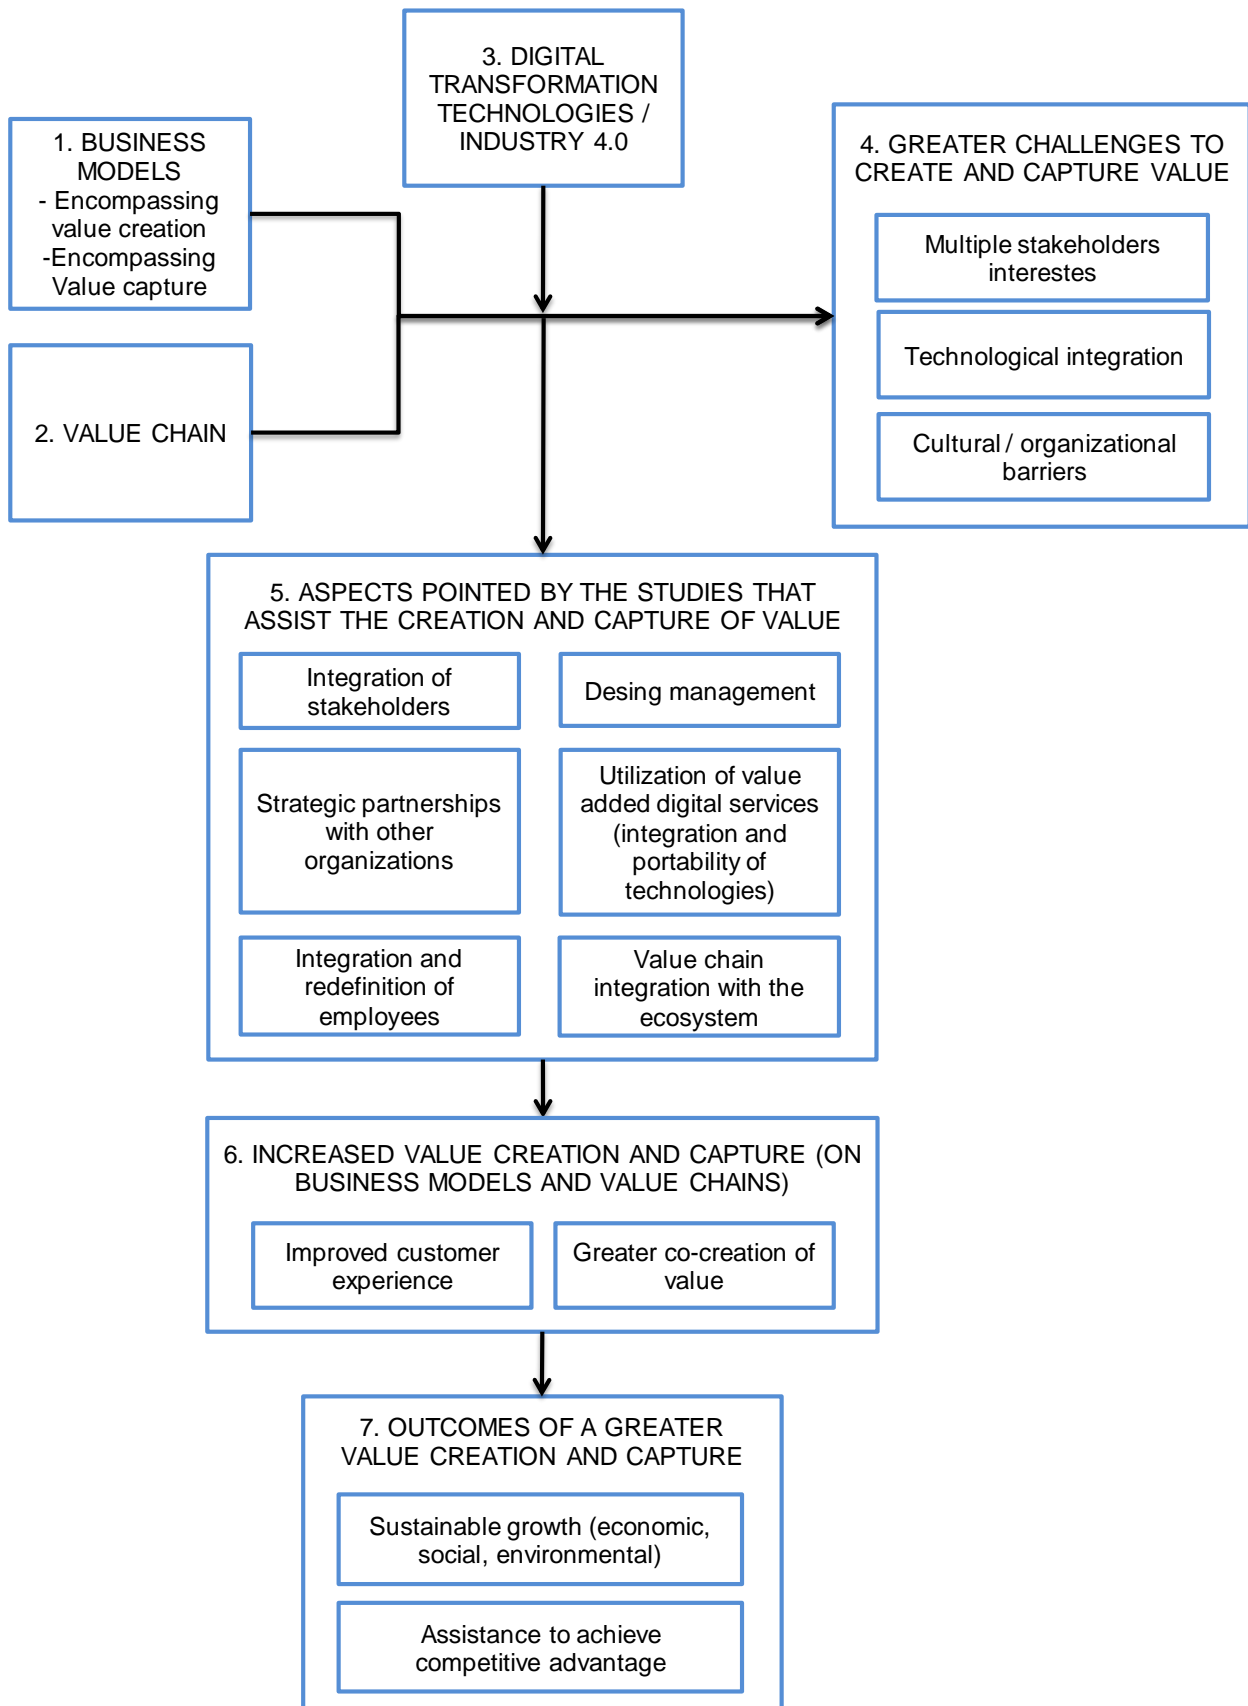 3. DIGITAL
TRANSFORMATION
TECHNOLOGIES /
INDUSTRY 4.0
1. BUSINESS
MODELS
- Encompassing
value creation
-Encompassing
Value capture
2. VALUE CHAIN
4. GREATER CHALLENGES TO
CREATE AND CAPTURE VALUE
Multiple stakeholders
interestes
Technological integration
Cultural / organizational
barriers
5. ASPECTS POINTED BY THE STUDIES THAT
ASSIST THE CREATION AND CAPTURE OF VALUE
Integration of
stakeholders
Desing management
Strategic partnerships
with other
organizations
Utilization of value
added digital services
(integration and
portability of
technologies)
Integration and
redefinition of
employees
Value chain
integration with the
ecosystem
6. INCREASED VALUE CREATION AND CAPTURE (ON
BUSINESS MODELS AND VALUE CHAINS)
Improved customer
experience
Greater co-creation of
value
7. OUTCOMES OF A GREATER
VALUE CREATION AND CAPTURE
Sustainable growth (economic,
social, environmental)
Assistance to achieve
competitive advantage